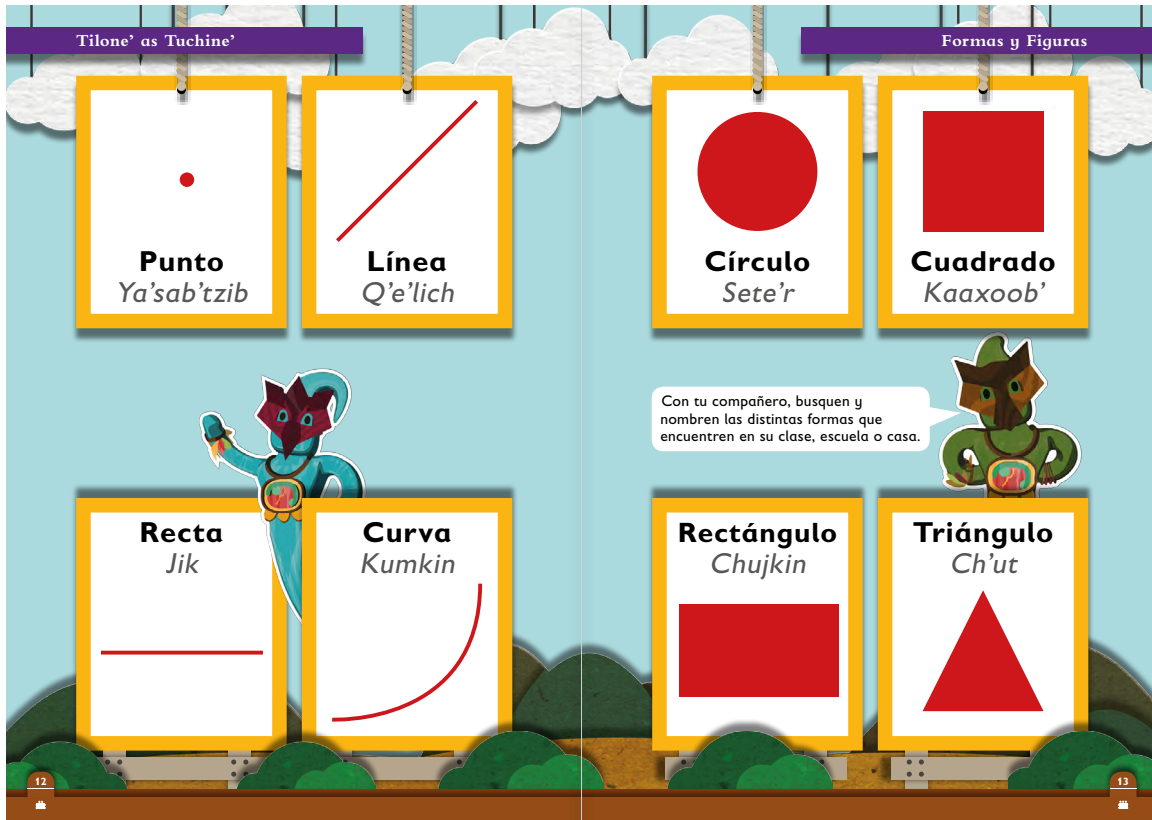 Tilone’ as Tuchine’
Punto
Ya’sab’tzib
Línea
Q’e’lich
Recta
Jik
Curva
Kumkin
12
Formas y Figuras
Círculo
Sete’r
Cuadrado
Kaaxoob’
Con tu compañero, busquen y
nombren las distintas formas que
encuentren en su clase, escuela o casa.
Rectángulo
Chujkin
Triángulo
Ch’ut
13